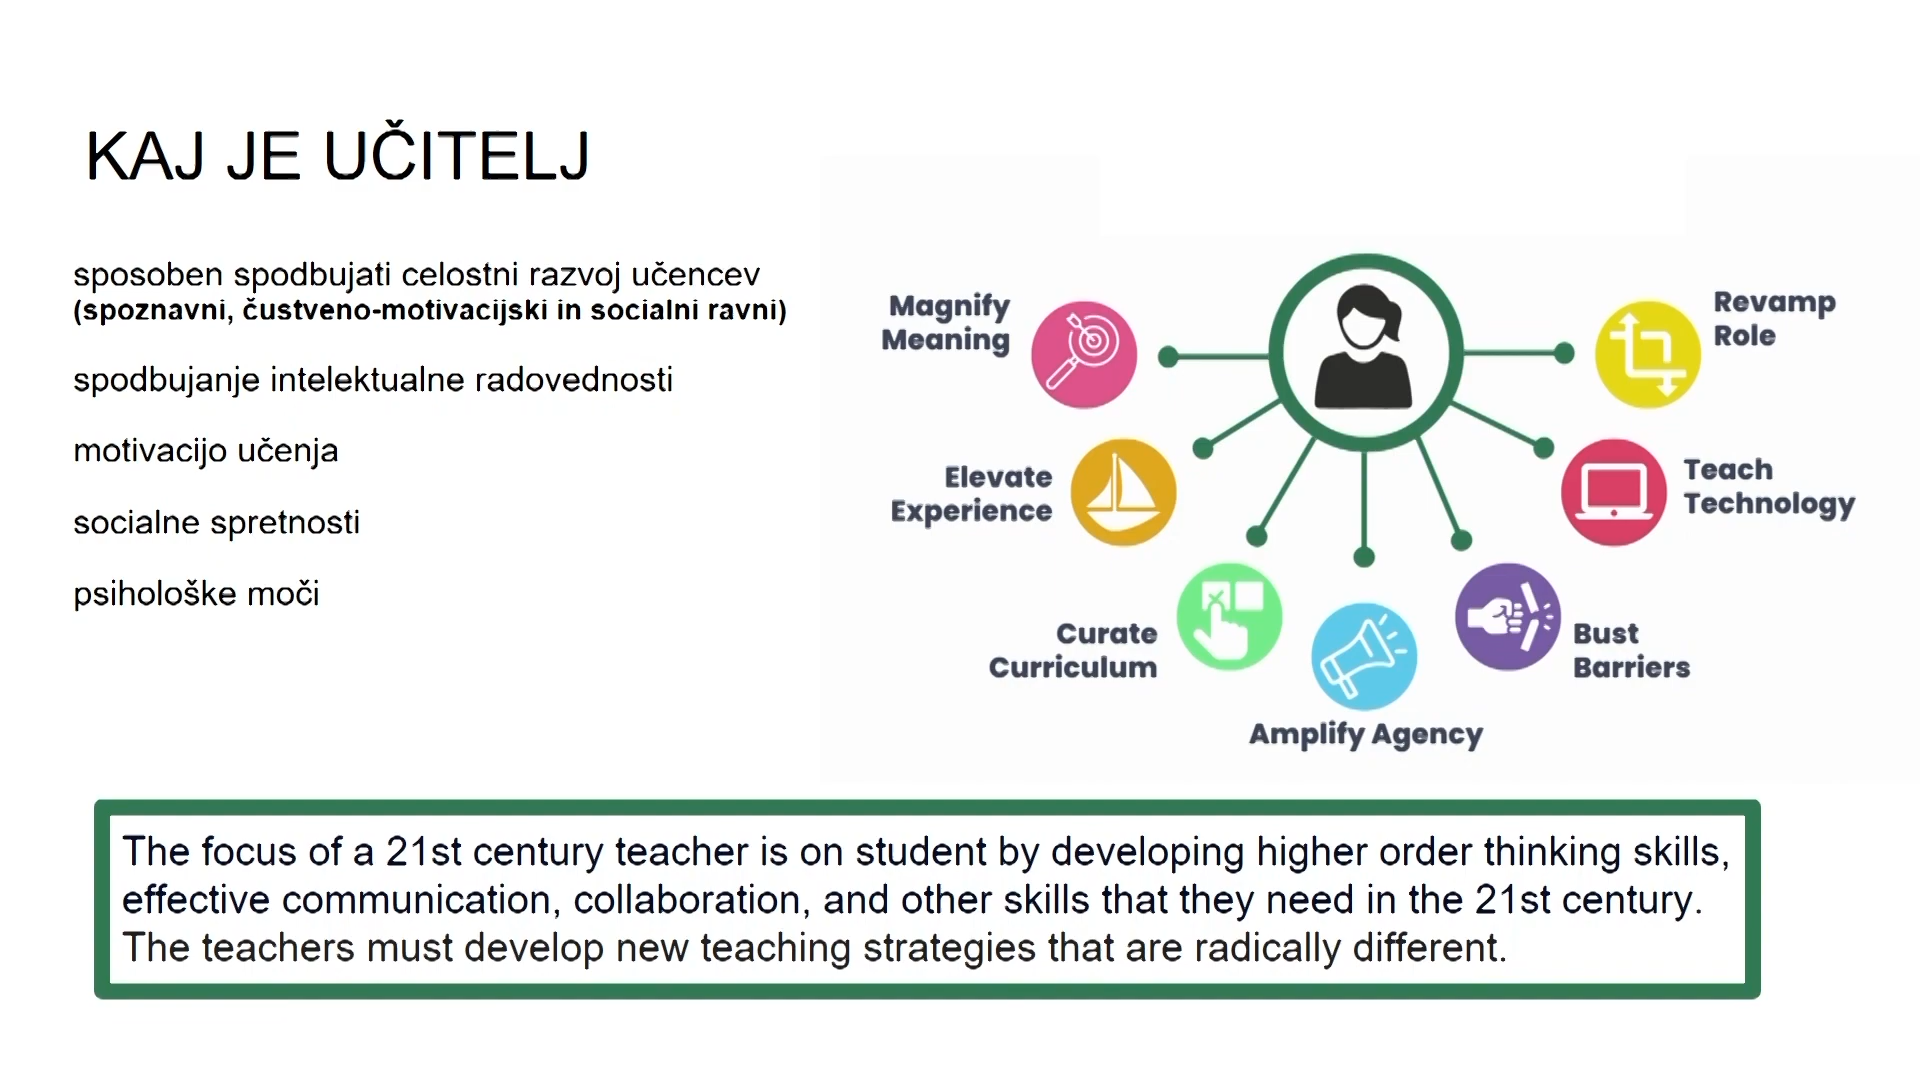 KAJ JE UČITELJ
sposoben spodbujati celostni razvoj učencev
(spoznavni, čustveno-motivacijski in socialni ravni)
spodbujanje intelektualne radovednosti
motivacijo učenja
socialne spretnosti
psihološke moči
Magnify
Meaning
Elevate
Experience
Curate
Curriculum
Amplify Agency
Bust
Barriers
Teach
Technology
Revamp
Role
The focus of a 21st century teacher is on student by developing higher order thinking skills,
effective communication, collaboration, and other skills that they need in the 21st century.
The teachers must develop new teaching strategies that are radically different.